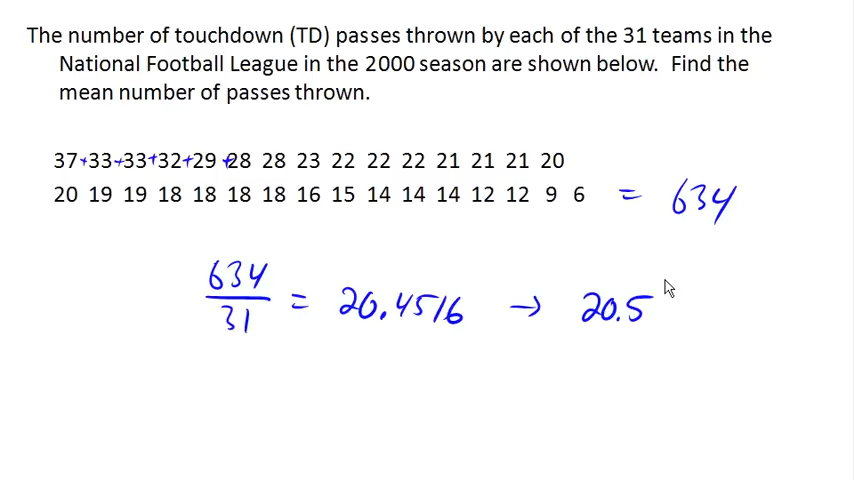 The number of touchdown (TD) passes thrown by each of the 31 teams in the
National Football League in the 2000 season are shown below. Find the
mean number of passes thrown.
37+33+33+32+29+28 28 23 22 22 22 21 21 21 20
20 19 19 18 18 18 18 16 15 14 14 14 12 12 9 6 = 634
634
31 = 20.4516 → 20.5